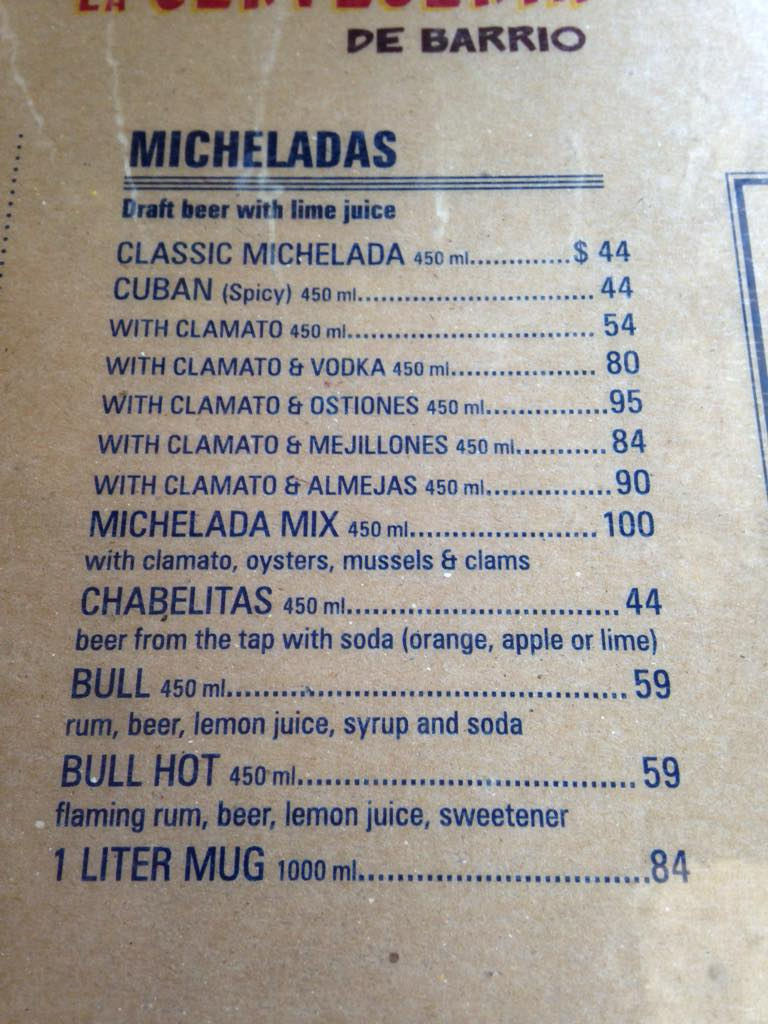 LA
DE BARRIO
MICHELADAS
Draft beer with lime juice
CLASSIC MICHELADA 450 ml.............$ 44
CUBAN (Spicy) 450 ml................................ 44
WITH CLAMATO 450 ml.................................. 54
WITH CLAMATO & VODKA 450 ml................... 80
WITH CLAMATO & OSTIONES 450 ml................95
WITH CLAMATO & MEJILLONES 450 ml............ 84
WITH CLAMATO & ALMEJAS 450 ml................90
MICHELADA MIX 450 ml...................... 100
with clamato, oysters, mussels & clams
CHABELITAS 450 ml................................ 44
beer from the tap with soda (orange, apple or lime)
BULL 450 ml............................................... 59
rum, beer, lemon juice, syrup and soda
BULL HOT 450 ml..................................... 59
flaming rum, beer, lemon juice, sweetener
1 LITER MUG 1000 ml................................84